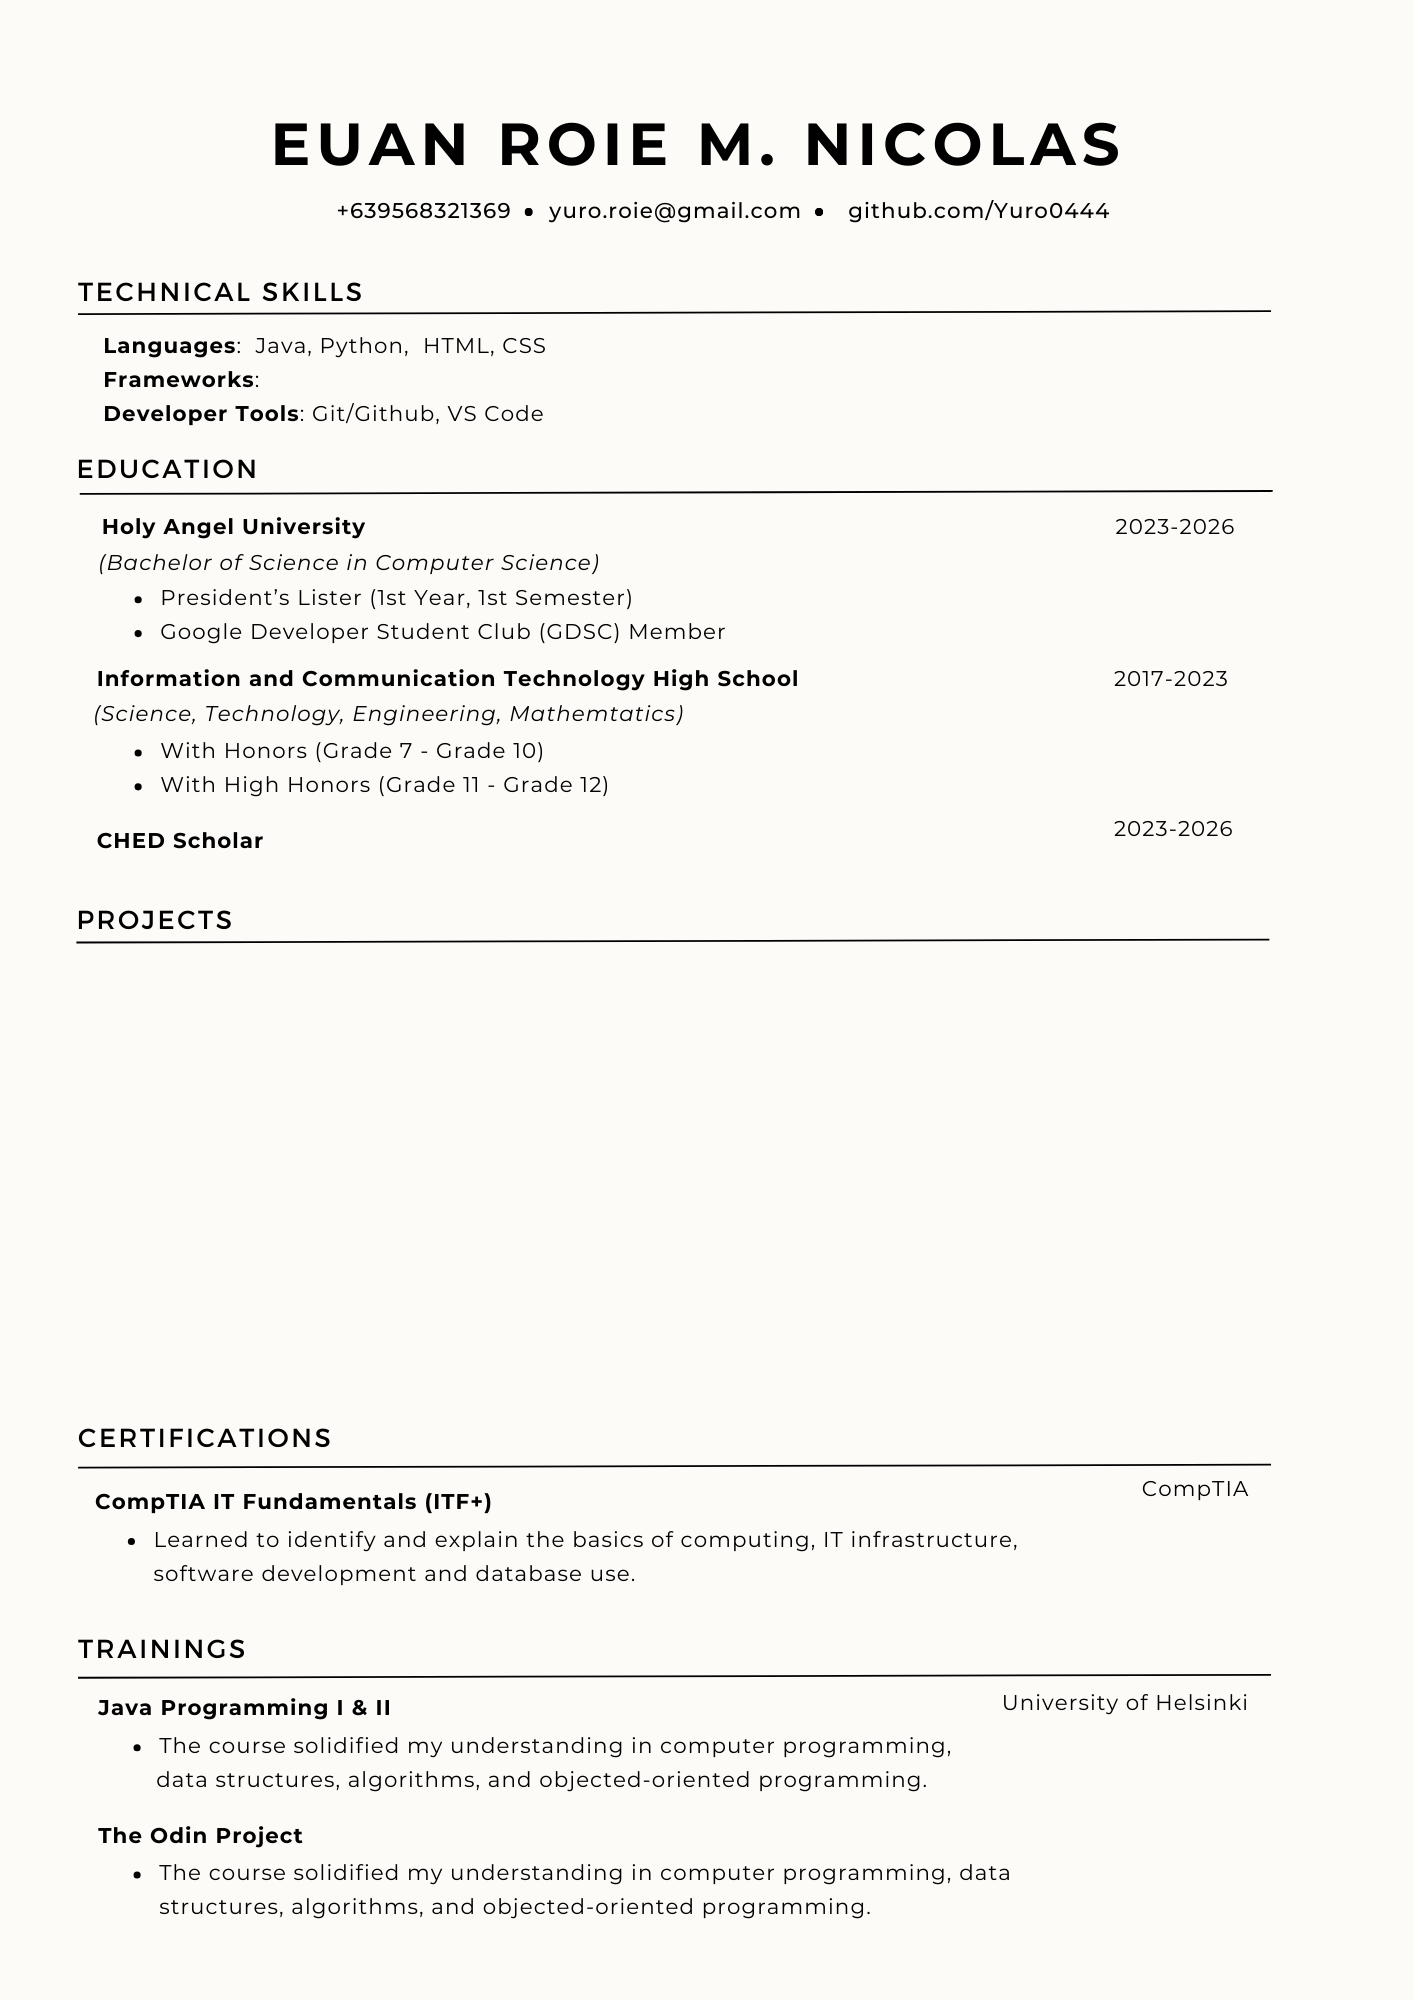 EUAN ROIE M. NICOLAS
+639568321369 • yuro.roie@gmail.com • github.com/Yuro0444
TECHNICAL SKILLS
Languages: Java, Python, HTML, CSS
Frameworks:
Developer Tools: Git/Github, VS Code
EDUCATION
Holy Angel University 2023-2026
(Bachelor of Science in Computer Science)
• President’s Lister (1st Year, 1st Semester)
• Google Developer Student Club (GDSC) Member
Information and Communication Technology High School 2017-2023
(Science, Technology, Engineering, Mathemtatics)
• With Honors (Grade 7 - Grade 10)
• With High Honors (Grade 11 - Grade 12)
CHED Scholar 2023-2026
PROJECTS
CERTIFICATIONS
CompTIA IT Fundamentals (ITF+) CompTIA
• Learned to identify and explain the basics of computing, IT infrastructure,
software development and database use.
TRAININGS
Java Programming I & II University of Helsinki
• The course solidified my understanding in computer programming,
data structures, algorithms, and objected-oriented programming.
The Odin Project
• The course solidified my understanding in computer programming, data
structures, algorithms, and objected-oriented programming.